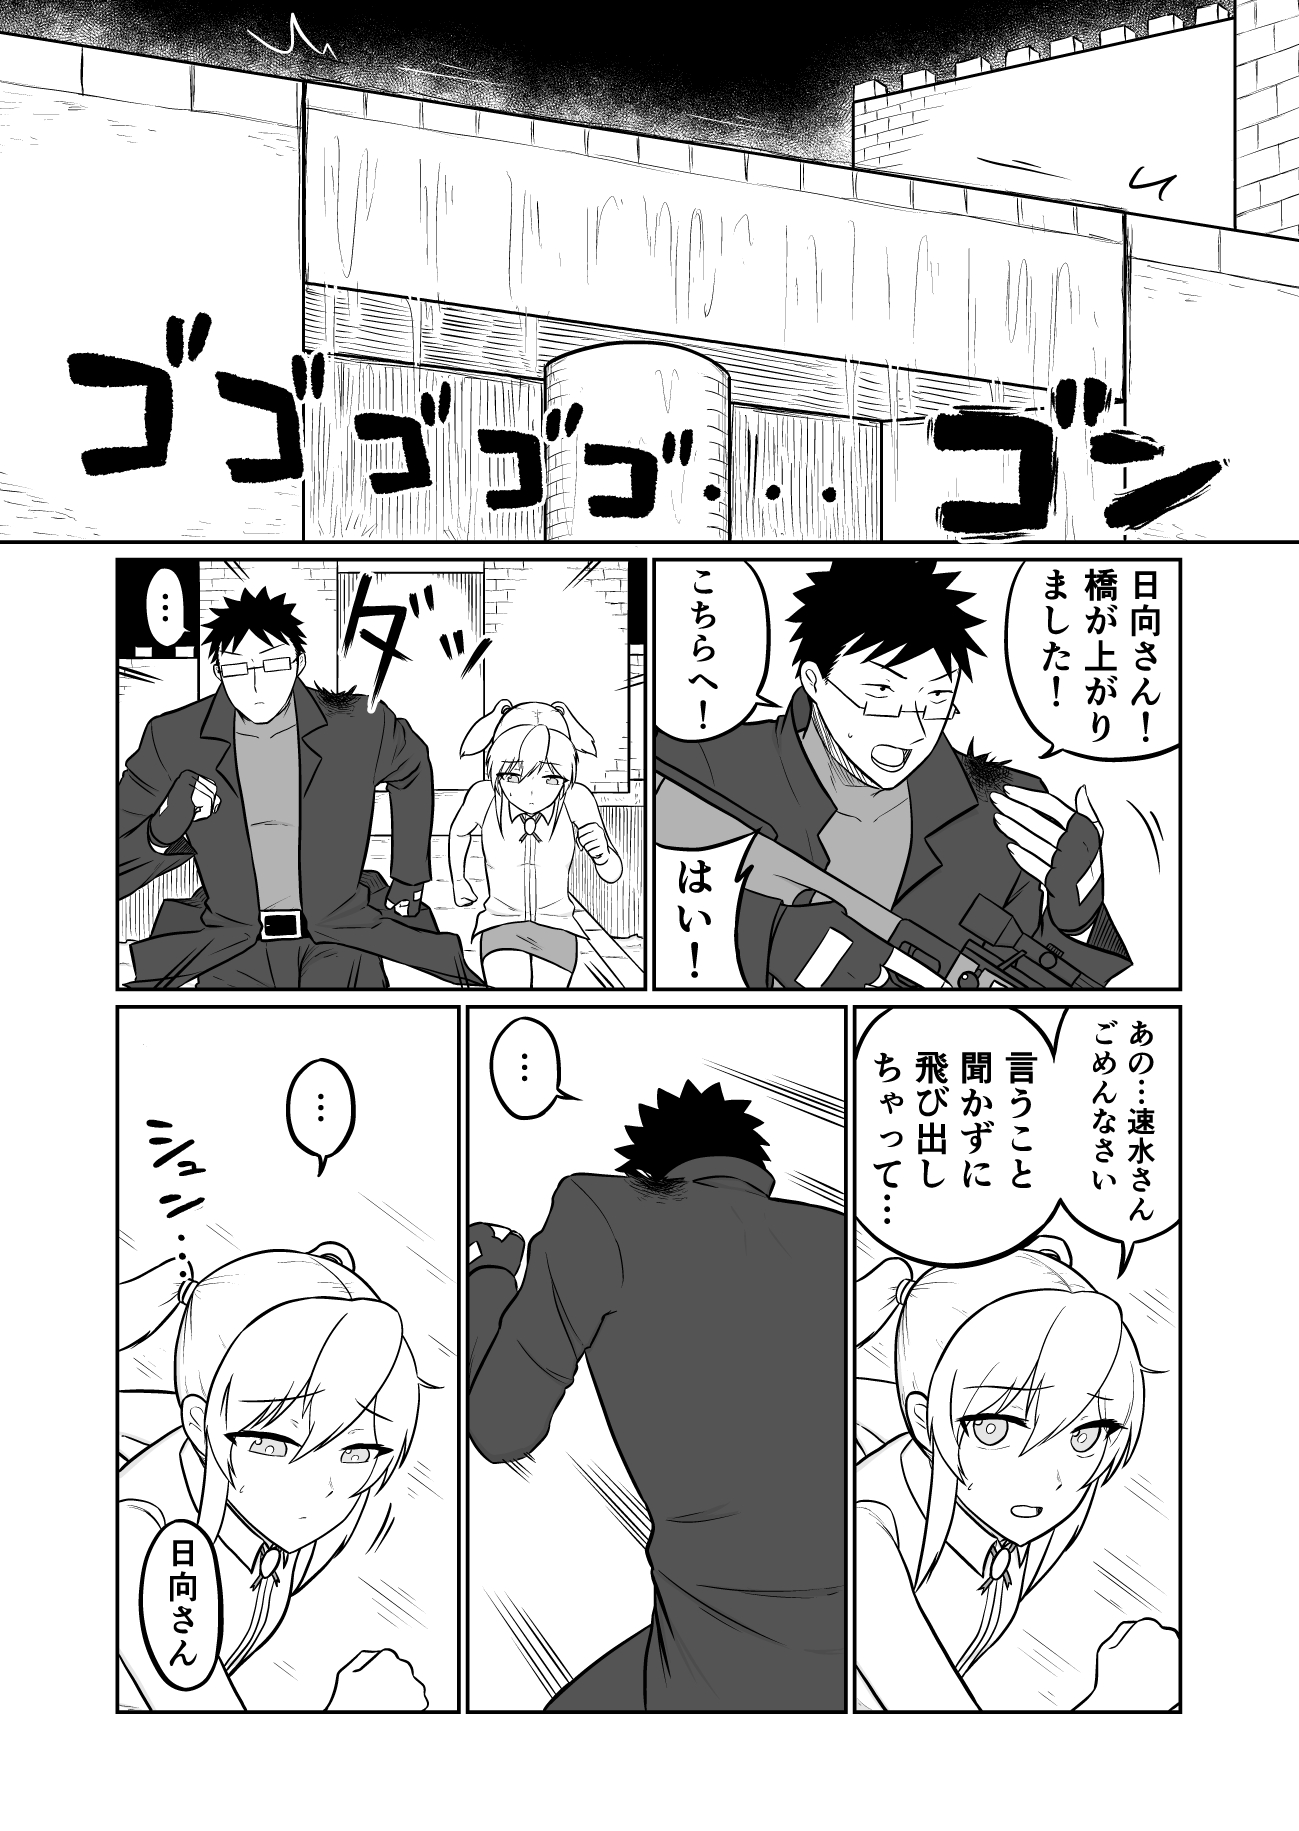 ゴゴゴゴゴ…ゴン
日向さん！
橋が上がり
ました！
こちらへ！
はい！
ダッ
…
あの…速水さん
ごめんなさい
言うこと
聞かずに
飛び出し
ちゃって…
…
…
シュン…
日向さん